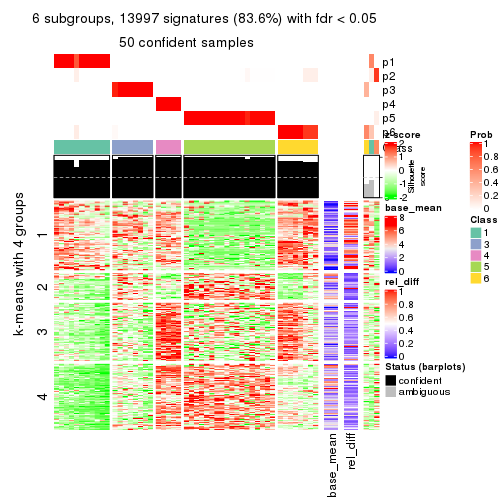 6 subgroups, 13997 signatures (83.6%) with fdr < 0.05
50 confident samples
p1
p2
p3
p4
p5
p6
Class
z-score
2
1
0
-1
-2
Silhouette
score
Prob
1
0.8
0.6
0.4
0.2
0
Class
1
3
4
5
6
base_mean
8
6
4
2
0
rel_diff
1
0.8
0.6
0.4
0.2
0
Status (barplots)
confident
ambiguous
k-means with 4 groups
1
2
3
4
base_mean
rel_diff